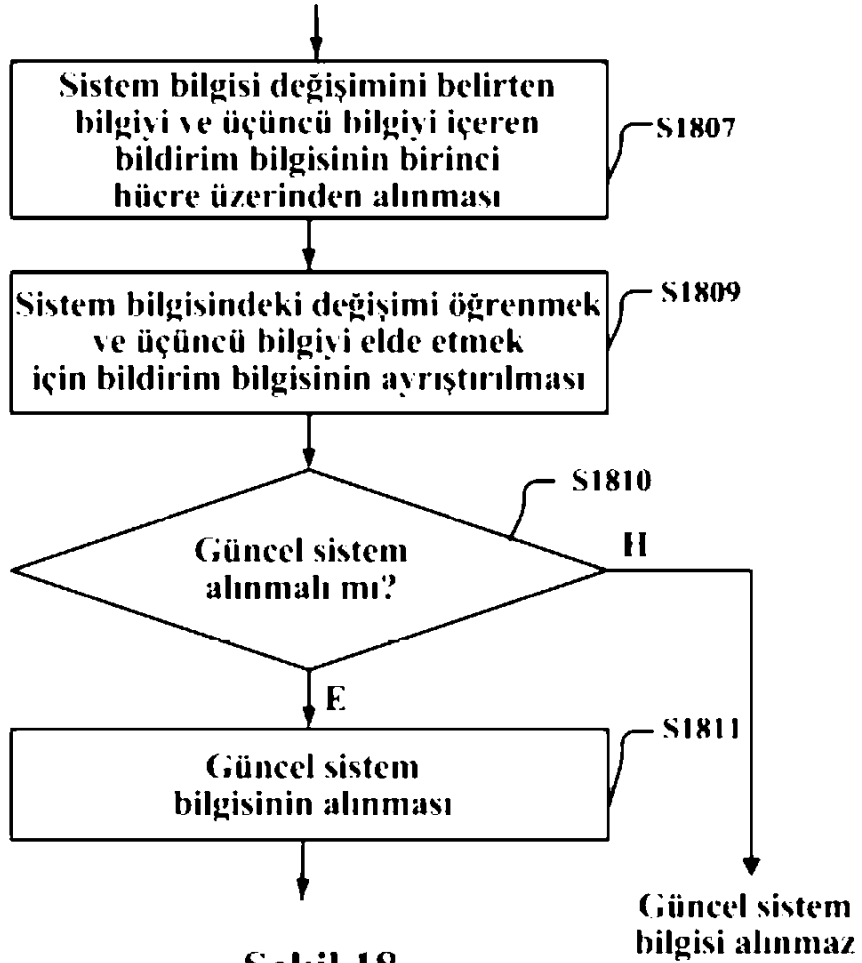 Sistem bilgisi değişimini belirten
bilgiyi ve üçüncü bilgiyi içeren
bildirim bilgisinin birinci
hücre üzerinden alınması
S1807
Sistem bilgisindeki değişimi öğrenmek
ve üçüncü bilgiyi elde etmek
için bildirim bilgisinin ayrıştırılması
S1809
S1810
Güncel sistem
alınmalı mı?
H
E
S1811
Güncel sistem
bilgisinin alınması
Güncel sistem
bilgisi alınmaz
Şekil 18